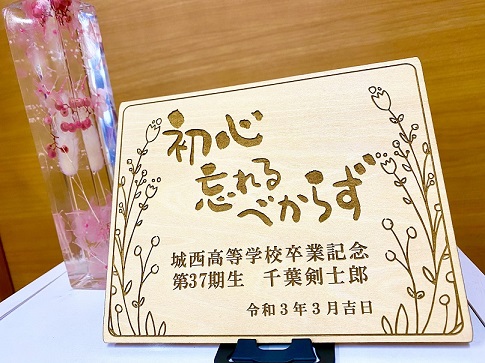 初心
忘れる
べからず
城西高等学校卒業記念
第37期生 千葉剣士郎
令和3年3月吉日